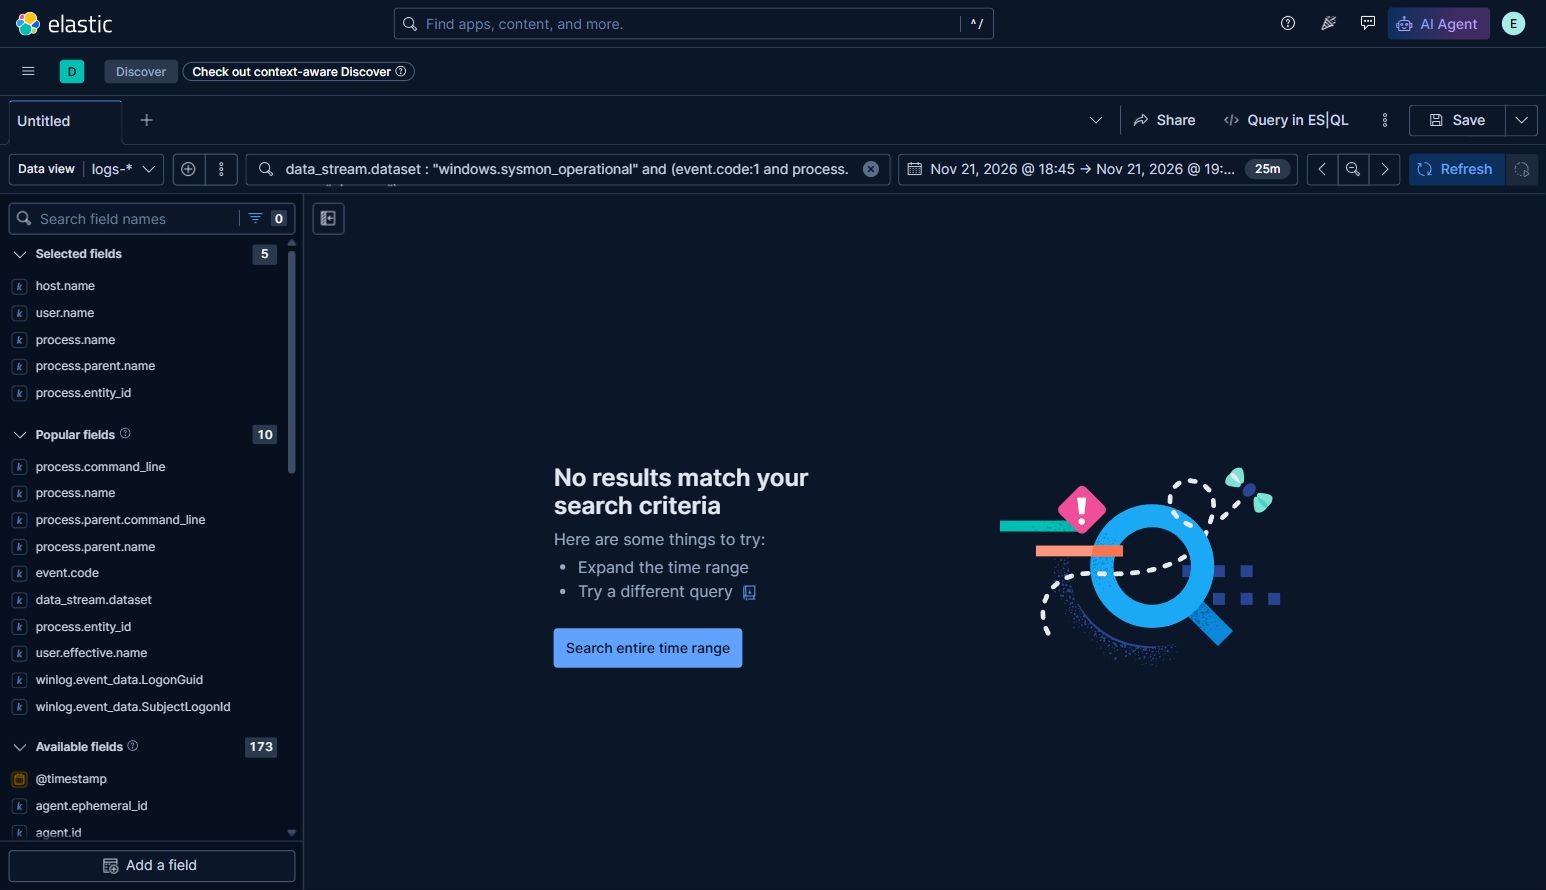 elastic
Find apps, content, and more.
^/
AI Agent
E
D
Discover
Check out context-aware Discover
Untitled
Share
Query in ES|QL
Save
Data view
logs-*
data_stream.dataset : "windows.sysmon_operational" and (event.code:1 and process.
Nov 21, 2026 @ 18:45 → Nov 21, 2026 @ 19:...
25m
Refresh
Search field names
0
Selected fields
5
host.name
user.name
process.name
process.parent.name
process.entity_id
Popular fields
10
process.command_line
process.name
process.parent.command_line
process.parent.name
event.code
data_stream.dataset
process.entity_id
user.effective.name
winlog.event_data.LogonGuid
winlog.event_data.SubjectLogonId
Available fields
173
@timestamp
agent.ephemeral_id
agent.id
Add a field
No results match your
search criteria
Here are some things to try:
• Expand the time range
• Try a different query
Search entire time range